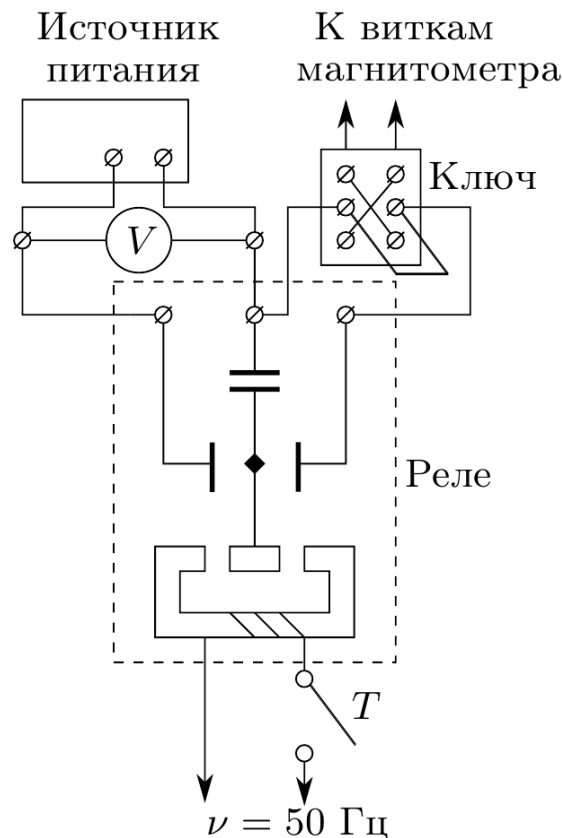 Источник
питания
К виткам
магнитометра
Ключ
V
Реле
T
ν = 50 Гц